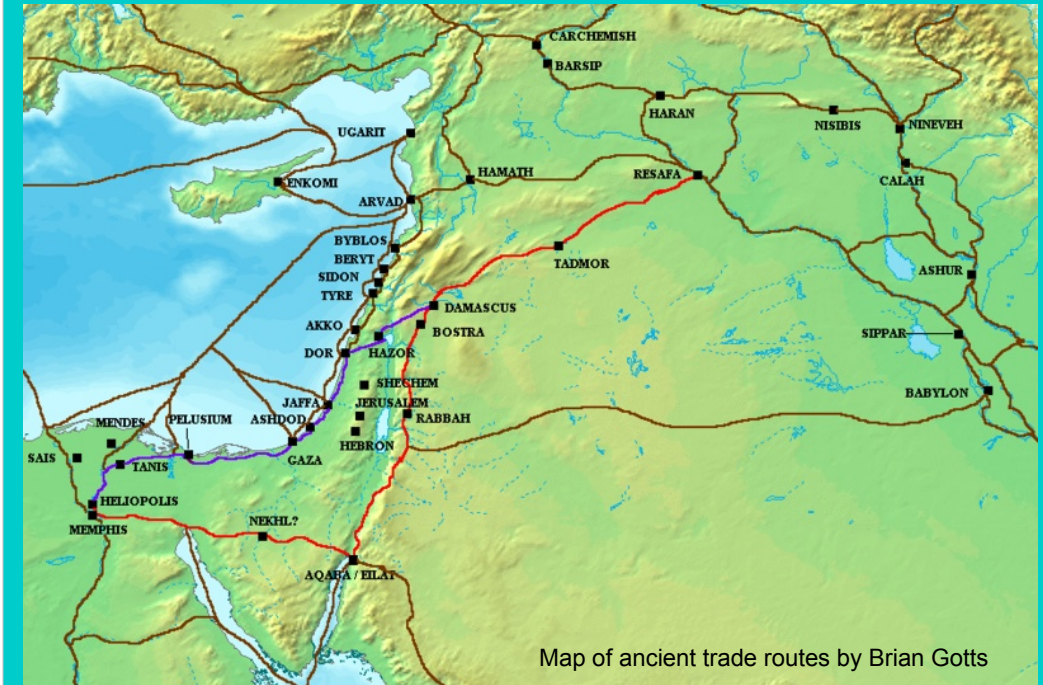 CARCHEMISH
BARSIP
HARAN
NISIBIS
NINEVEH
UGARIT
HAMATH
RESAFA
CALAH
ENKOMI
ARVAD
BYBLOS
BERYT
SIDON
TYRE
TADMOR
ASHUR
DAMASCUS
BOSTRA
AKKO
SIPPAR
DOR
HAZOR
SHECHEM
BABYLON
JAFFA
JERUSALEM
MENDES
PELUSIUM
ASHDOD
RABBAH
HEBRON
SAIS
TANIS
GAZA
HELIOPOLIS
MEMPHIS
NEKHL?
AQABA / EILAT
Map of ancient trade routes by Brian Gotts